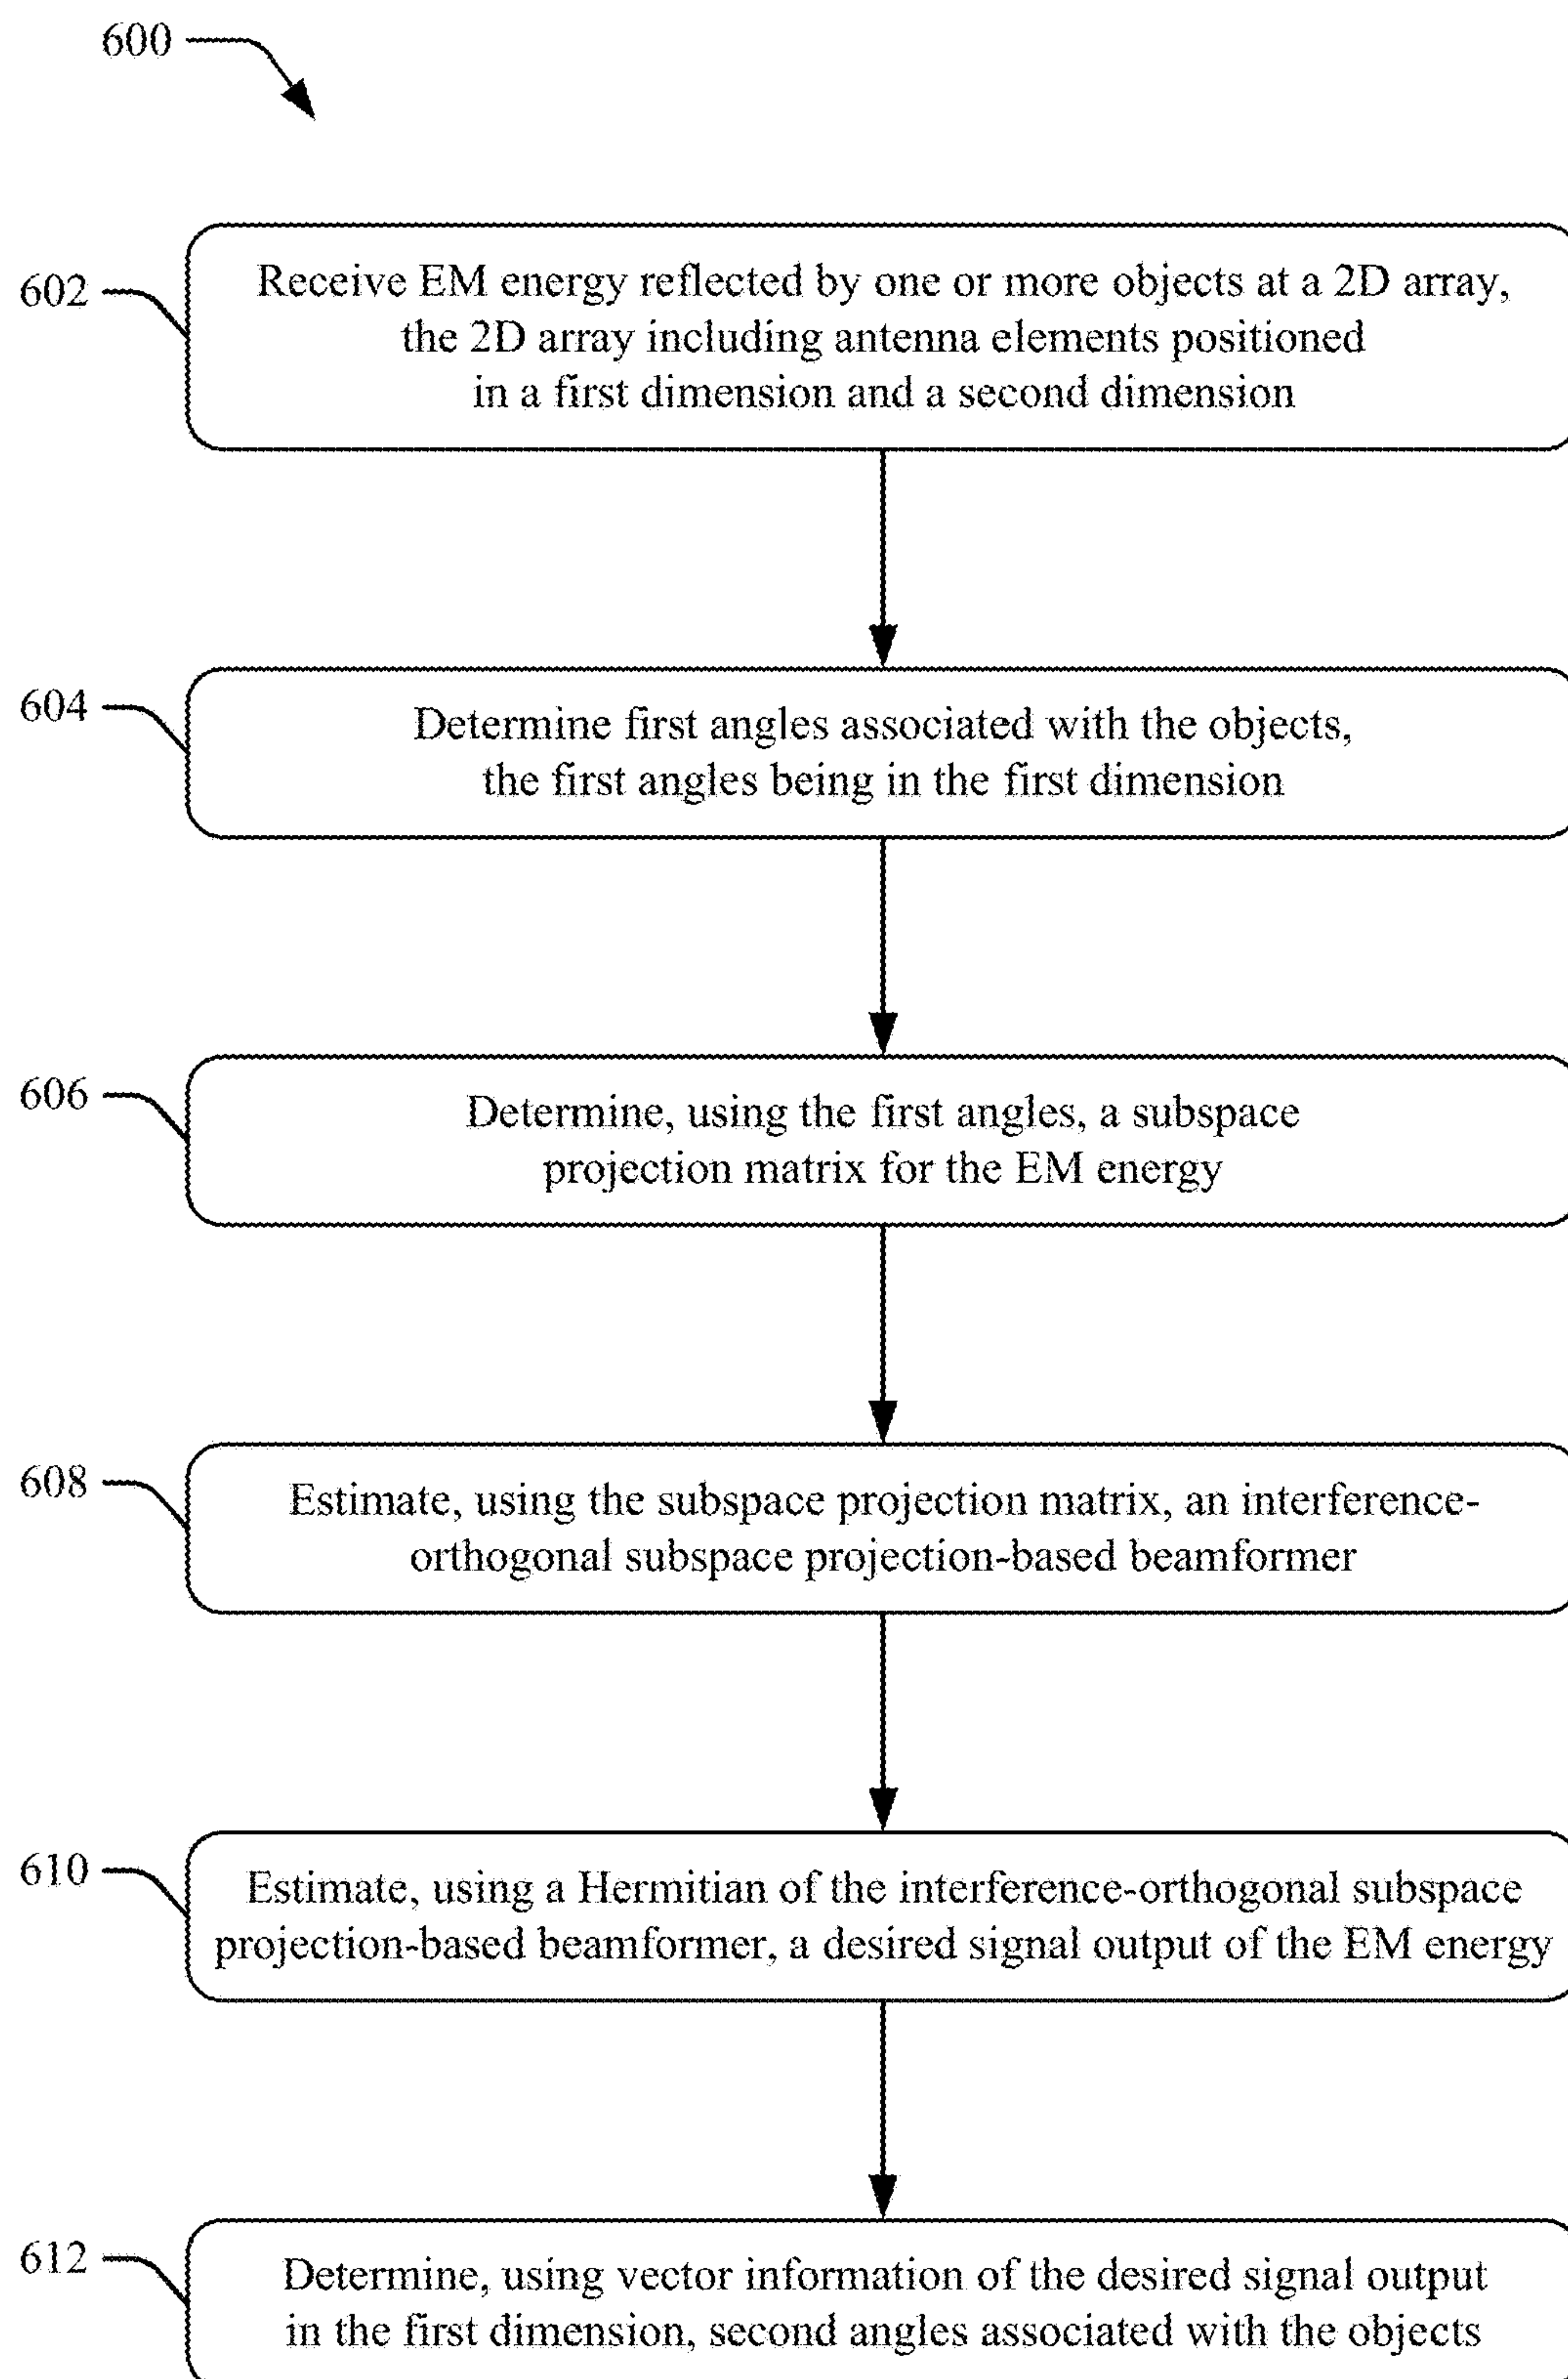 600
602
Receive EM energy reflected by one or more objects at a 2D array,
the 2D array including antenna elements positioned
in a first dimension and a second dimension
604
Determine first angles associated with the objects,
the first angles being in the first dimension
606
Determine, using the first angles, a subspace
projection matrix for the EM energy
608
Estimate, using the subspace projection matrix, an interference-
orthogonal subspace projection-based beamformer
610
Estimate, using a Hermitian of the interference-orthogonal subspace
projection-based beamformer, a desired signal output of the EM energy
612
Determine, using vector information of the desired signal output
in the first dimension, second angles associated with the objects